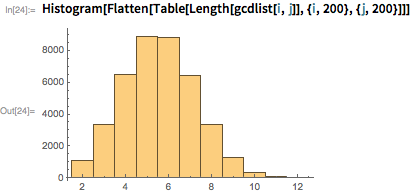 In[24]:= Histogram[Flatten[Table[Length[gcdlist[i, j]], {i, 200}, {j, 200}]]]
8000
6000
4000
Out[24]=
2000
0
2 4 6 8 10 12